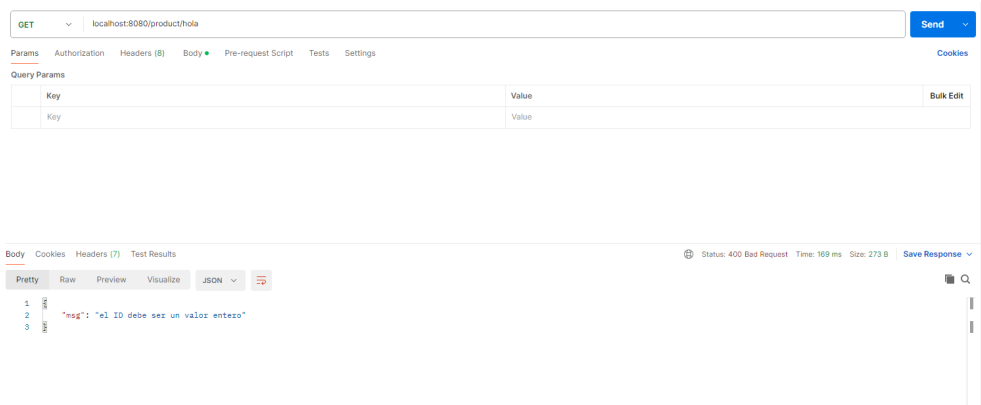 GET localhost:8080/product/hola Send
Params Authorization Headers (8) Body Pre-request Script Tests Settings Cookies
Query Params
Key Value Bulk Edit
Key Value
Body Cookies Headers (7) Test Results Status: 400 Bad Request Time: 169 ms Size: 273 B Save Response
Pretty Raw Preview Visualize JSON
1 {
2 "msg": "el ID debe ser un valor entero"
3 }